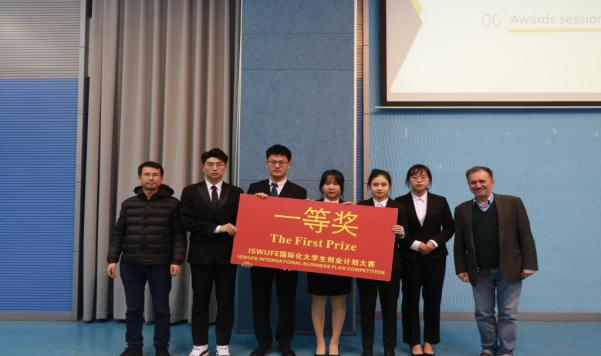 06 Awards session
一等奖
The First Prize
ISWUFE国际化大学生创业计划大赛
ISWUFE INTERNATIONAL BUSINESS PLAN COMPETITION